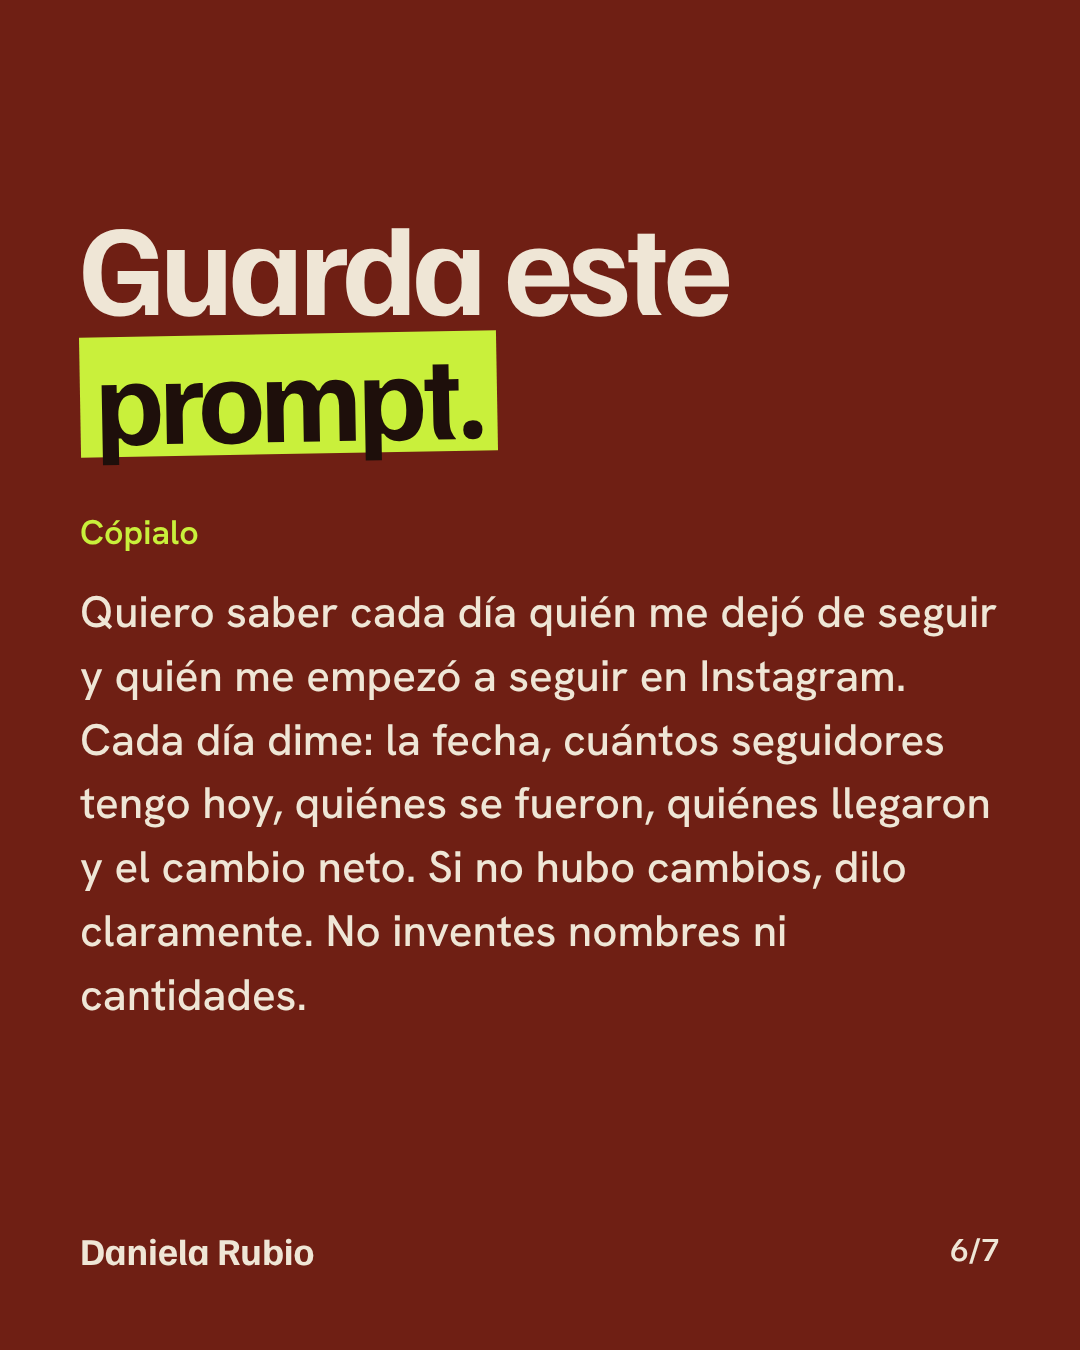 Guarda este
prompt.
Cópialo
Quiero saber cada día quién me dejó de seguir
y quién me empezó a seguir en Instagram.
Cada día dime: la fecha, cuántos seguidores
tengo hoy, quiénes se fueron, quiénes llegaron
y el cambio neto. Si no hubo cambios, dilo
claramente. No inventes nombres ni
cantidades.
Daniela Rubio
6/7